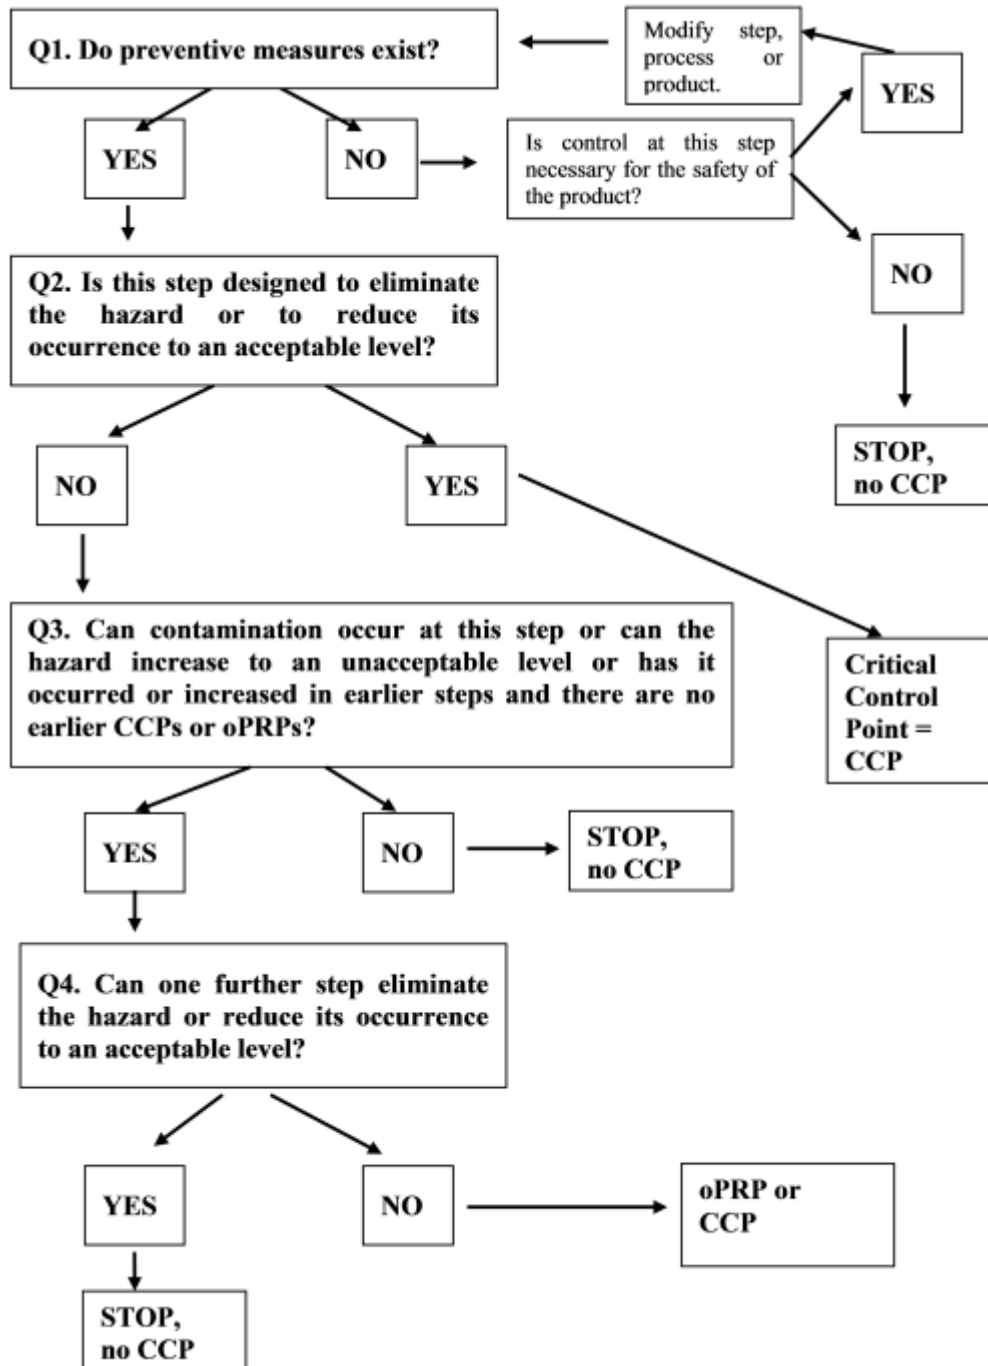 Q1. Do preventive measures exist?
Modify step,
process or
product.
YES
YES
NO
Is control at this step
necessary for the safety of
the product?
NO
Q2. Is this step designed to eliminate
the hazard or to reduce its
occurrence to an acceptable level?
STOP,
no CCP
NO
YES
Q3. Can contamination occur at this step or can the
hazard increase to an unacceptable level or has it
occurred or increased in earlier steps and there are no
earlier CCPs or oPRPs?
Critical
Control
Point =
CCP
YES
NO
STOP,
no CCP
Q4. Can one further step eliminate
the hazard or reduce its occurrence
to an acceptable level?
YES
NO
oPRP or
CCP
STOP,
no CCP